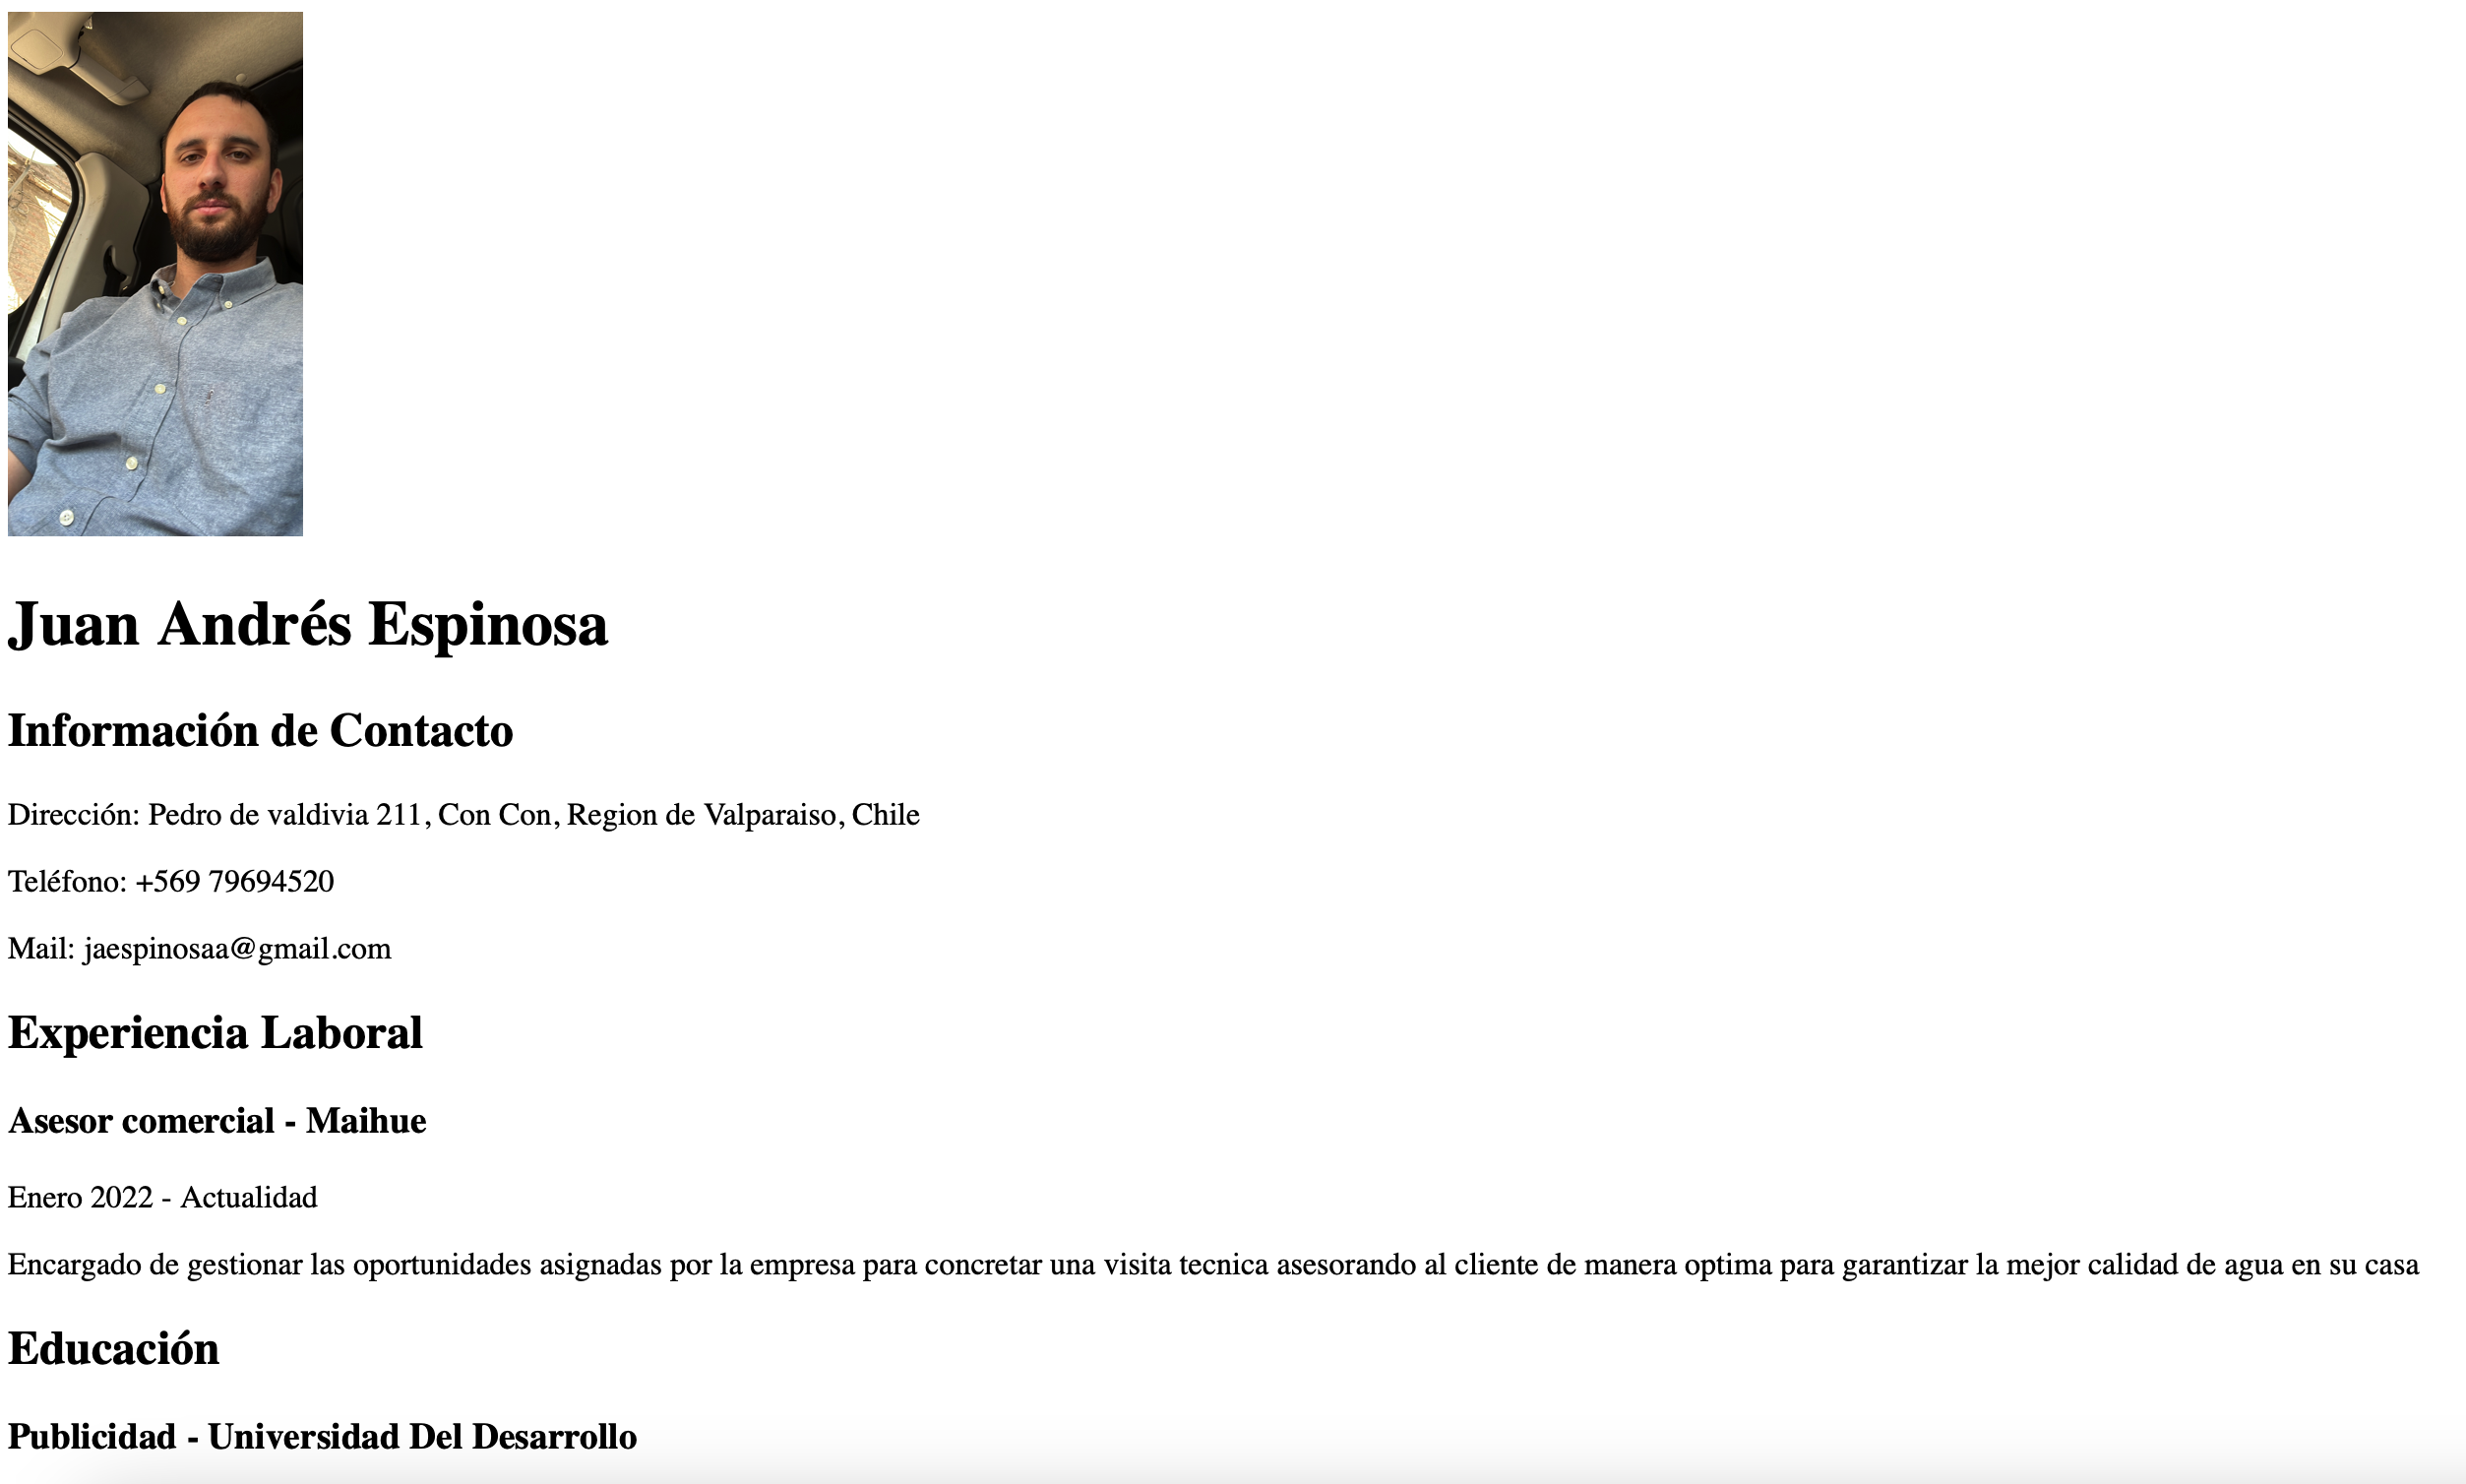 Juan Andrés Espinosa
Información de Contacto
Dirección: Pedro de valdivia 211, Con Con, Region de Valparaiso, Chile
Teléfono: +569 79694520
Mail: jaespinosaa@gmail.com
Experiencia Laboral
Asesor comercial - Maihue
Enero 2022 - Actualidad
Encargado de gestionar las oportunidades asignadas por la empresa para concretar una visita tecnica asesorando al cliente de manera optima para garantizar la mejor calidad de agua en su casa
Educación
Publicidad - Universidad Del Desarrollo